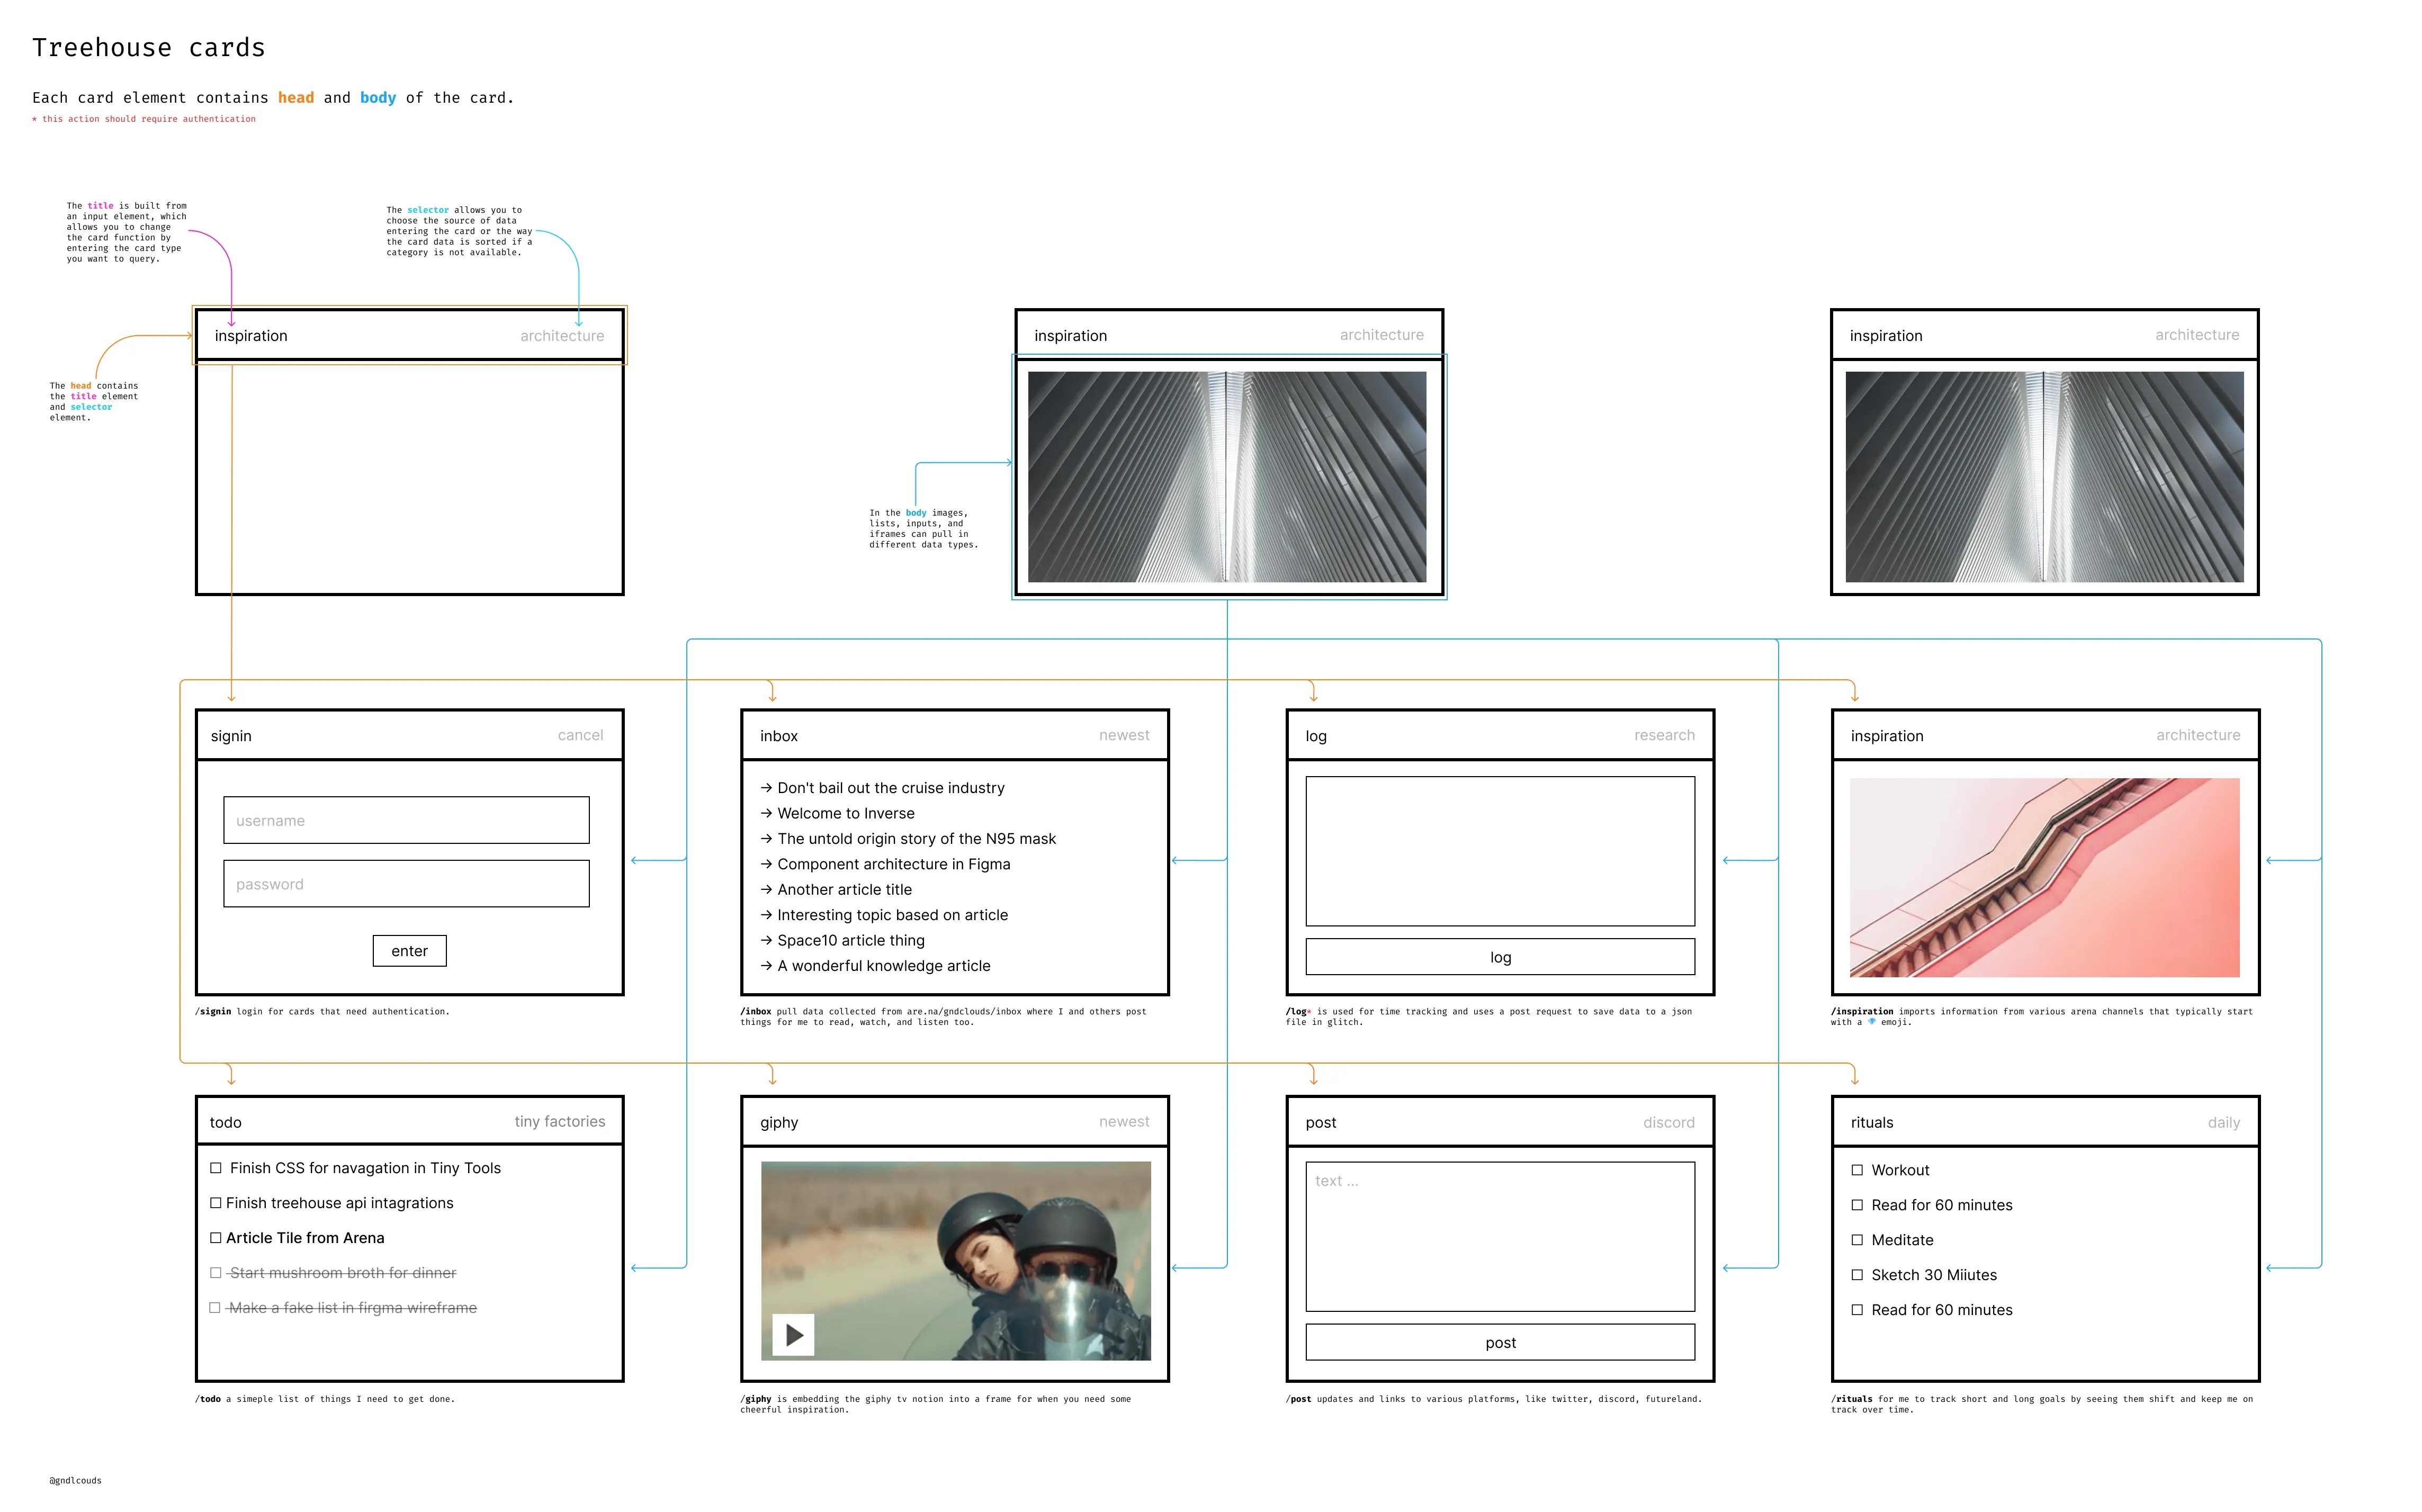 Treehouse cards
Each card element contains head and body of the card.
* this action should require authentication
The title is built from
an input element, which
allows you to change
the card function by
entering the card type
you want to query.
The selector allows you to
choose the source of data
entering the card or the way
the card data is sorted if a
category is not available.
The head contains
the title element
and selector
element.
inspiration architecture
In the body images,
lists, inputs, and
iframes can pull in
different data types.
inspiration architecture
inspiration architecture
signin cancel
username
password
enter
/signin login for cards that need authentication.
inbox newest
→ Don't bail out the cruise industry
→ Welcome to Inverse
→ The untold origin story of the N95 mask
→ Component architecture in Figma
→ Another article title
→ Interesting topic based on article
→ Space10 article thing
→ A wonderful knowledge article
/inbox pull data collected from are.na/gndclouds/inbox where I and others post
things for me to read, watch, and listen too.
log research
log
/log* is used for time tracking and uses a post request to save data to a json
file in glitch.
inspiration architecture
/inspiration imports information from various arena channels that typically start
with a 💎 emoji.
todo tiny factories
☐ Finish CSS for navagation in Tiny Tools
☐ Finish treehouse api intagrations
☐ Article Tile from Arena
☐ Start mushroom broth for dinner
☐ Make a fake list in firgma wireframe
/todo a simeple list of things I need to get done.
giphy newest
/giphy is embedding the giphy tv notion into a frame for when you need some
cheerful inspiration.
post discord
text ...
post
/post updates and links to various platforms, like twitter, discord, futureland.
rituals daily
☐ Workout
☐ Read for 60 minutes
☐ Meditate
☐ Sketch 30 Miiutes
☐ Read for 60 minutes
/rituals for me to track short and long goals by seeing them shift and keep me on
track over time.
@gndlcouds